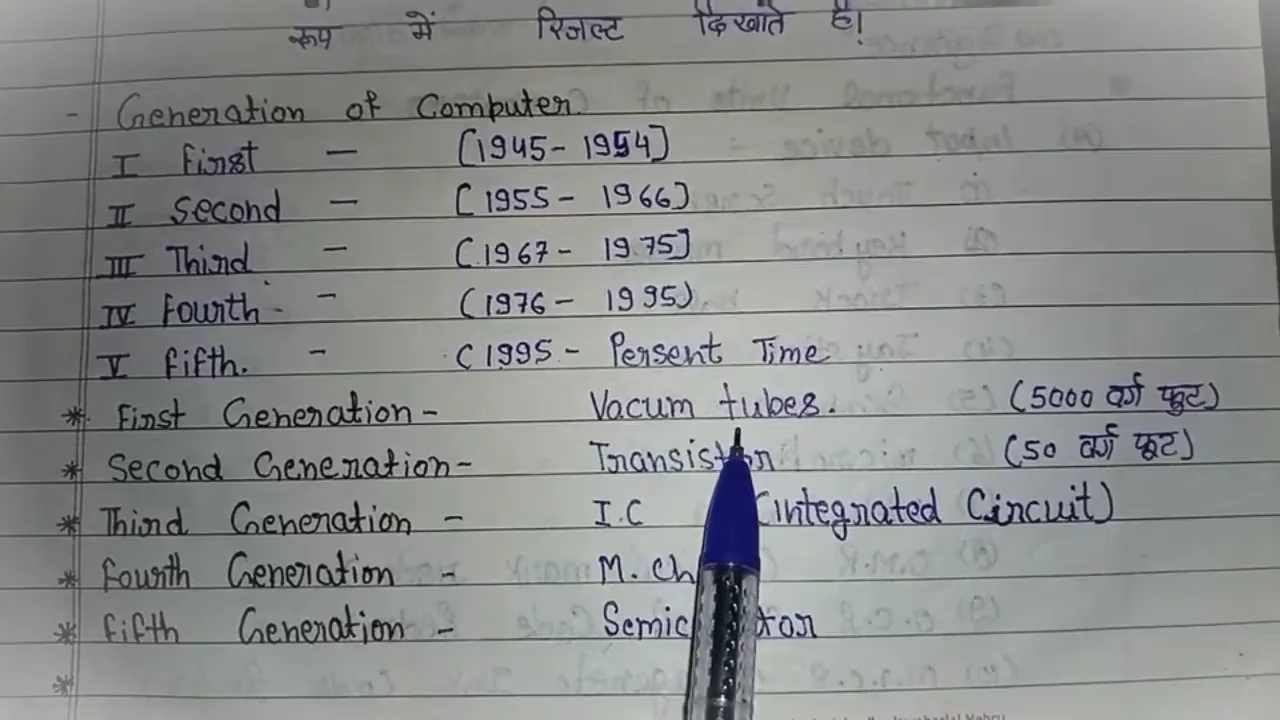 रूप में रिजल्ट दिखाते है।
- Generation of Computer.
I First — [1945 - 1954]
II Second — [1955 - 1966]
III Third — [1967 - 1975]
IV Fourth - — (1976 - 1995)
V Fifth. — (1995 - Persent Time
* First Generation - Vacum tubes. (5000 वर्ग फुट)
* Second Generation - Transistor (50 वर्ग फूट)
* Third Generation - I.C (Integrated Circuit)
* Fourth Generation - M.
* Fifth Generation -
*